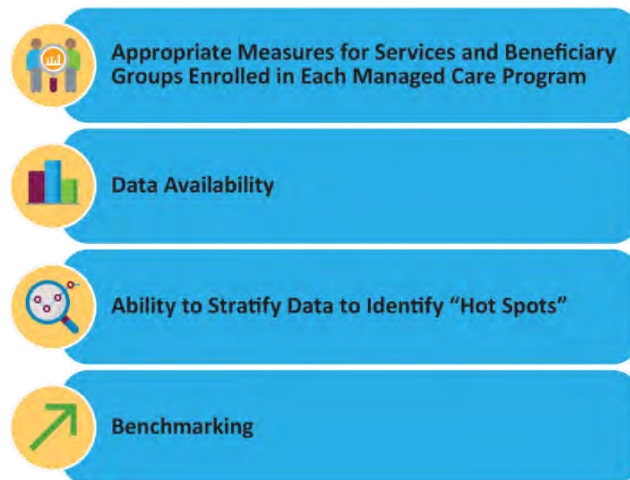 Appropriate Measures for Services and Beneficiary
Groups Enrolled in Each Managed Care Program
Data Availability
Ability to Stratify Data to Identify “Hot Spots”
Benchmarking